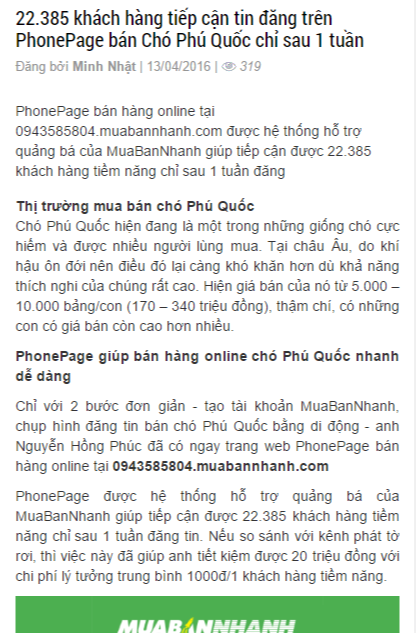 22.385 khách hàng tiếp cận tin đăng trên
PhonePage bán Chó Phú Quốc chỉ sau 1 tuần
Đăng bởi Minh Nhật | 13/04/2016 | 319
PhonePage bán hàng online tại
0943585804.muabannhanh.com được hệ thống hỗ trợ
quảng bá của MuaBanNhanh giúp tiếp cận được 22.385
khách hàng tiềm năng chỉ sau 1 tuần đăng
Thị trường mua bán chó Phú Quốc
Chó Phú Quốc hiện đang là một trong những giống chó cực
hiếm và được nhiều người lùng mua. Tại châu Âu, do khí
hậu ôn đới nên điều đó lại càng khó khăn hơn dù khả năng
thích nghi của chúng rất cao. Hiện giá bán của nó từ 5.000 –
10.000 bảng/con (170 – 340 triệu đồng), thậm chí, có những
con có giá bán còn cao hơn nhiều.
PhonePage giúp bán hàng online chó Phú Quốc nhanh
dễ dàng
Chỉ với 2 bước đơn giản - tạo tài khoản MuaBanNhanh,
chụp hình đăng tin bán chó Phú Quốc bằng di động - anh
Nguyễn Hồng Phúc đã có ngay trang web PhonePage bán
hàng online tại 0943585804.muabannhanh.com
PhonePage được hệ thống hỗ trợ quảng bá của
MuaBanNhanh giúp tiếp cận được 22.385 khách hàng tiềm
năng chỉ sau 1 tuần đăng tin. Nếu so sánh với kênh phát tờ
rơi, thì việc này đã giúp anh tiết kiệm được 20 triệu đồng với
chi phí lý tưởng trung bình 1000đ/1 khách hàng tiềm năng.
MUABANNHANH